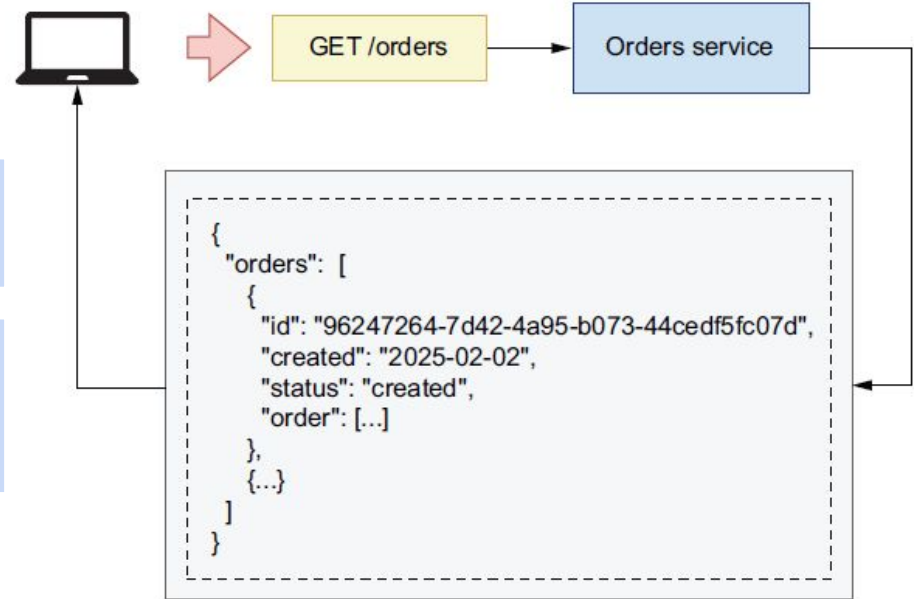 GET /orders
Orders service
{
"orders": [
{
"id": "96247264-7d42-4a95-b073-44cedf5fc07d",
"created": "2025-02-02",
"status": "created",
"order": [...]
},
{...}
]
}